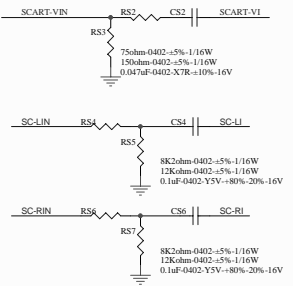 SCART-VIN RS2 CS2 SCART-VI
RS3
75ohm-0402-±5%-1/16W
150ohm-0402-±5%-1/16W
0.047uF-0402-X7R-±10%-16V
SC-LIN RS4 CS4 SC-LI
RS5
8K2ohm-0402-±5%-1/16W
12Kohm-0402-±5%-1/16W
0.1uF-0402-Y5V-+80%-20%-16V
SC-RIN RS6 CS6 SC-RI
RS7
8K2ohm-0402-±5%-1/16W
12Kohm-0402-±5%-1/16W
0.1uF-0402-Y5V-+80%-20%-16V